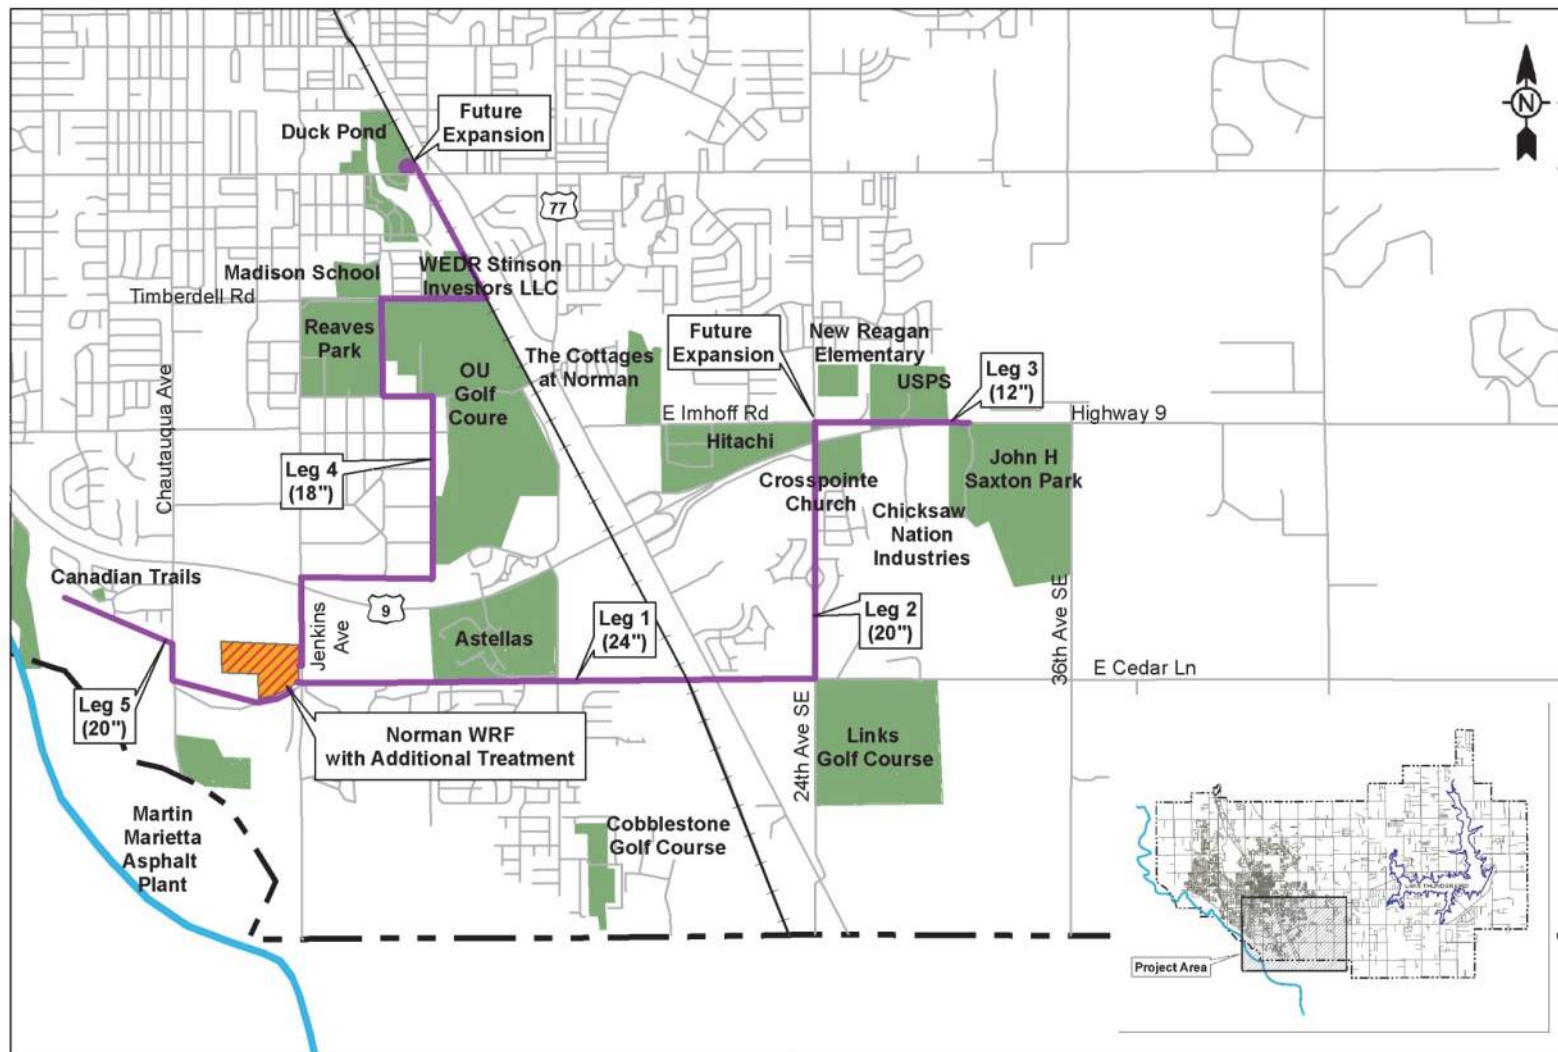 Future
Expansion
Duck Pond
N
77
Madison School
WEDR Stinson
Investors LLC
Timberdell Rd
Reaves
Park
Future
Expansion
New Reagan
Elementary
The Cottages
at Norman
OU
Golf
Coure
USPS
Leg 3
(12")
Chautauqua Ave
E Imhoff Rd
Highway 9
Hitachi
Leg 4
(18")
John H
Saxton Park
Crosspointe
Church
Chicksaw
Nation
Industries
Canadian Trails
9
Jenkins
Ave
Astellas
Leg 1
(24")
Leg 2
(20")
36th Ave SE
E Cedar Ln
Leg 5
(20")
Norman WRF
with Additional Treatment
24th Ave SE
Links
Golf Course
Martin
Marietta
Asphalt
Plant
Cobblestone
Golf Course
LAKE THUNDERBIRD
Project Area